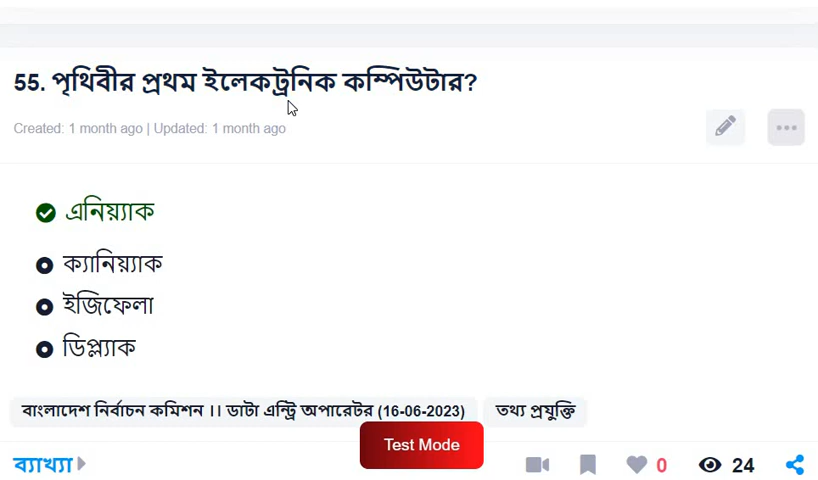 55. পৃথিবীর প্রথম ইলেকট্রনিক কম্পিউটার?
Created: 1 month ago | Updated: 1 month ago
এনিয়্যাক
ক্যানিয়্যাক
ইজিফেলা
ডিপ্ল্যাক
বাংলাদেশ নির্বাচন কমিশন ।। ডাটা এন্ট্রি অপারেটর (16-06-2023) তথ্য প্রযুক্তি
Test Mode
ব্যাখ্যা 0 24